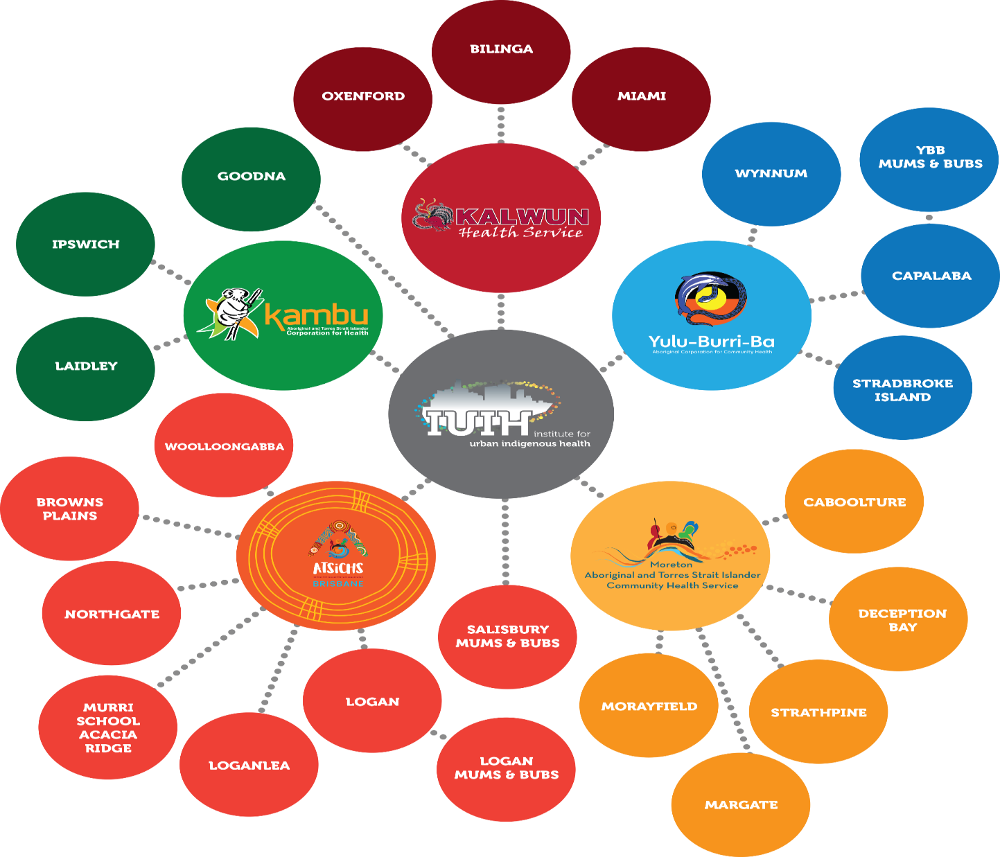 BILINGA
OXENFORD
MIAMI
GOODNA
WYNNUM
YBB
MUMS & BUBS
IPSWICH
KALWUN
Health Service
CAPALABA
kambu
Aboriginal and Torres Strait Islander
Corporation for Health
Yulu-Burri-Ba
Aboriginal Corporation for Community Health
LAIDLEY
STRADBROKE
ISLAND
IUIH
institute for
urban indigenous health
WOOLLOONGABBA
BROWNS
PLAINS
CABOOLTURE
ATSiCHS
BRISBANE
Moreton
Aboriginal and Torres Strait Islander
Community Health Service
NORTHGATE
DECEPTION
BAY
SALISBURY
MUMS & BUBS
LOGAN
MORAYFIELD
STRATHPINE
MURRI
SCHOOL
ACACIA
RIDGE
LOGANLEA
LOGAN
MUMS & BUBS
MARGATE